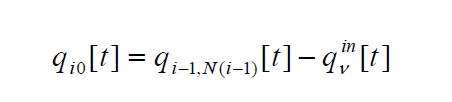 q_{i0}[t] = q_{i-1,N(i-1)}[t] - q_{ν}^{in}[t]